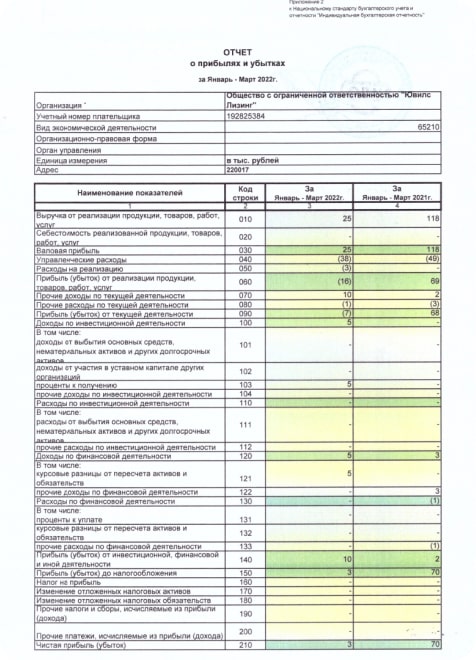 Приложение 2
к Национальному стандарту бухгалтерского учета и
отчетности "Индивидуальная бухгалтерская отчетность"
ОТЧЕТ
о прибылях и убытках
за Январь - Март 2022г.
Организация Общество с ограниченной ответственностью "Ювилс Лизинг"
Учетный номер плательщика 192825384
Вид экономической деятельности 65210
Организационно-правовая форма
Орган управления
Единица измерения в тыс. рублей
Адрес 220017
Наименование показателей Код строки За Январь - Март 2022г. За Январь - Март 2021г.
1 2 3 4
Выручка от реализации продукции, товаров, работ, услуг 010 25 118
Себестоимость реализованной продукции, товаров, работ, услуг 020 - -
Валовая прибыль 030 25 118
Управленческие расходы 040 (38) (49)
Расходы на реализацию 050 (3) -
Прибыль (убыток) от реализации продукции, товаров, работ, услуг 060 (16) 69
Прочие доходы по текущей деятельности 070 10 2
Прочие расходы по текущей деятельности 080 (1) (3)
Прибыль (убыток) от текущей деятельности 090 (7) 68
Доходы по инвестиционной деятельности 100 5 -
В том числе:
доходы от выбытия основных средств, 101 - -
нематериальных активов и других долгосрочных
активов
доходы от участия в уставном капитале других организаций 102 - -
проценты к получению 103 5 -
прочие доходы по инвестиционной деятельности 104 - -
Расходы по инвестиционной деятельности 110 - -
В том числе:
расходы от выбытия основных средств, 111 - -
нематериальных активов и других долгосрочных
активов
прочие расходы по инвестиционной деятельности 112 - -
Доходы по финансовой деятельности 120 5 3
В том числе:
курсовые разницы от пересчета активов и 121 5 -
обязательств
прочие доходы по финансовой деятельности 122 - 3
Расходы по финансовой деятельности 130 - (1)
В том числе:
проценты к уплате 131 - -
курсовые разницы от пересчета активов и обязательств 132 - -
прочие расходы по финансовой деятельности 133 - (1)
Прибыль (убыток) от инвестиционной, финансовой и иной деятельности 140 10 2
Прибыль (убыток) до налогообложения 150 3 70
Налог на прибыль 160 - -
Изменение отложенных налоговых активов 170 - -
Изменение отложенных налоговых обязательств 180 - -
Прочие налоги и сборы, исчисляемые из прибыли (дохода) 190 - -
Прочие платежи, исчисляемые из прибыли (дохода) 200 - -
Чистая прибыль (убыток) 210 3 70